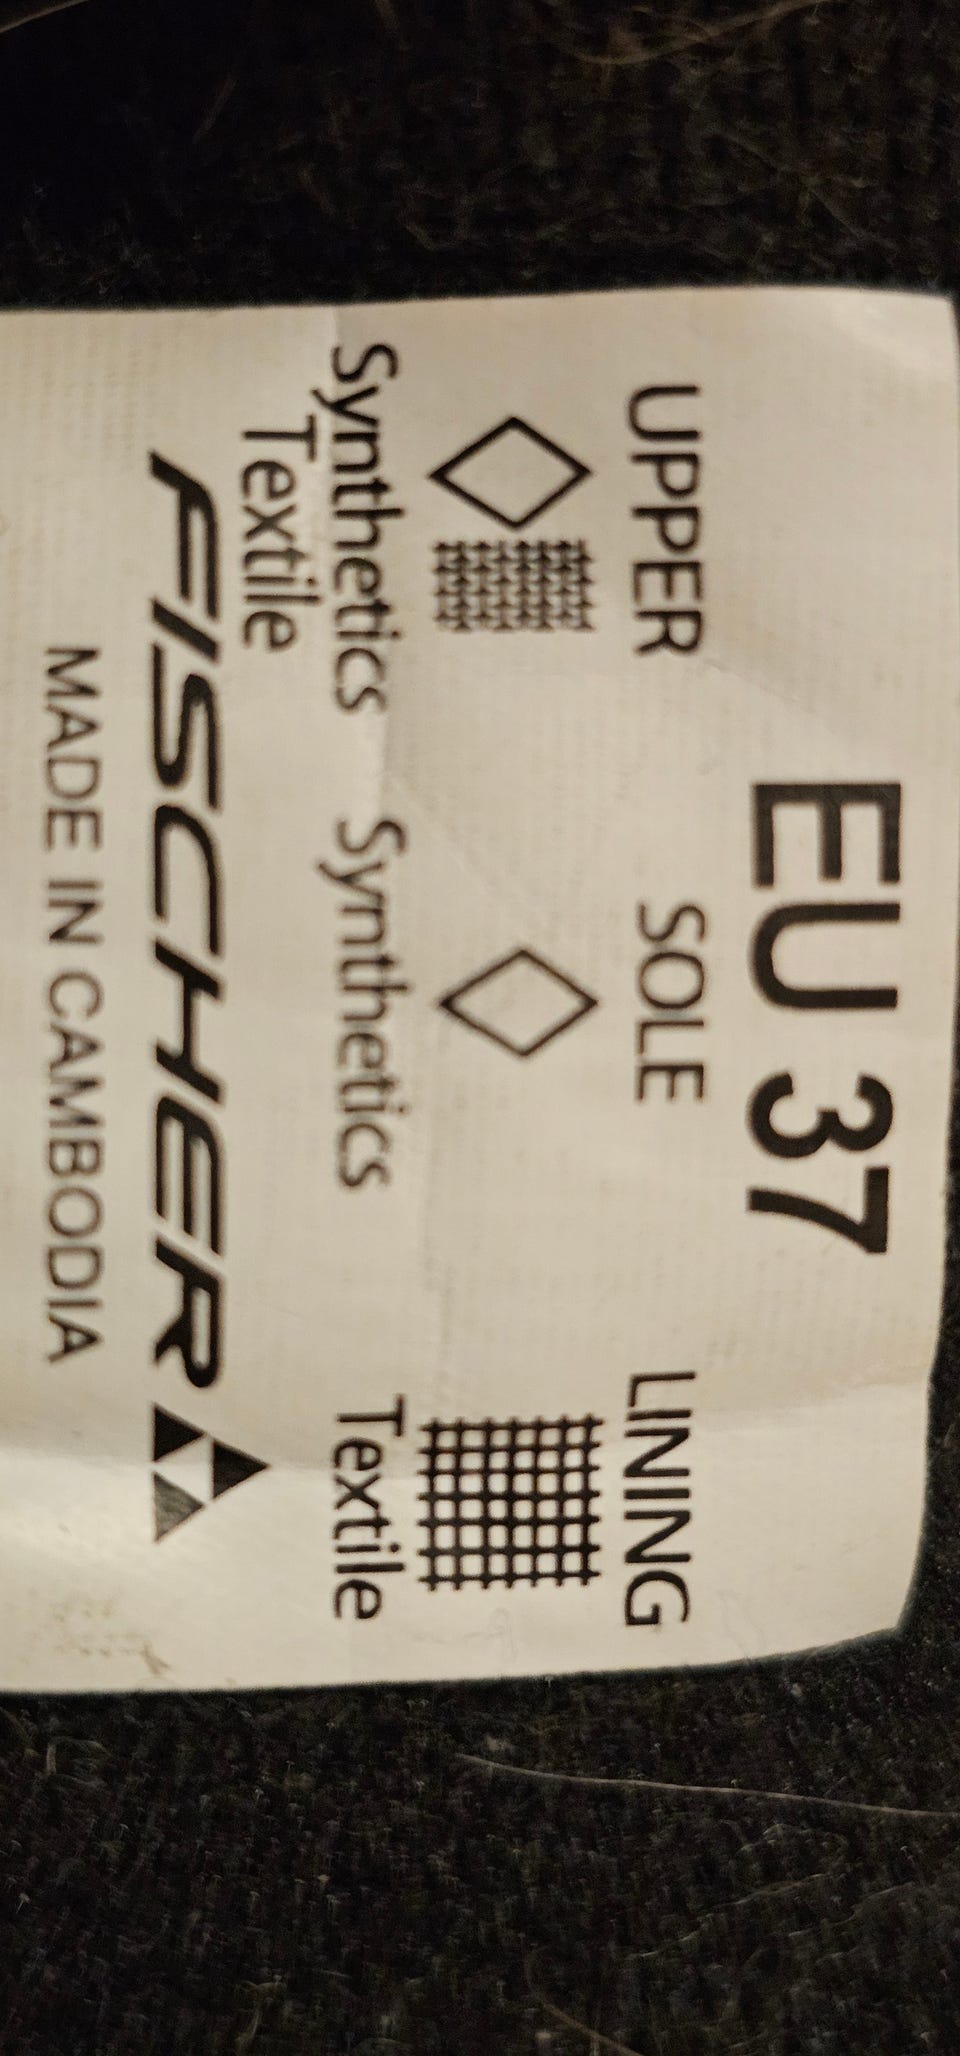 EU 37
UPPER SOLE LINING
Synthetics Synthetics Textile
Textile
FISCHER
MADE IN CAMBODIA